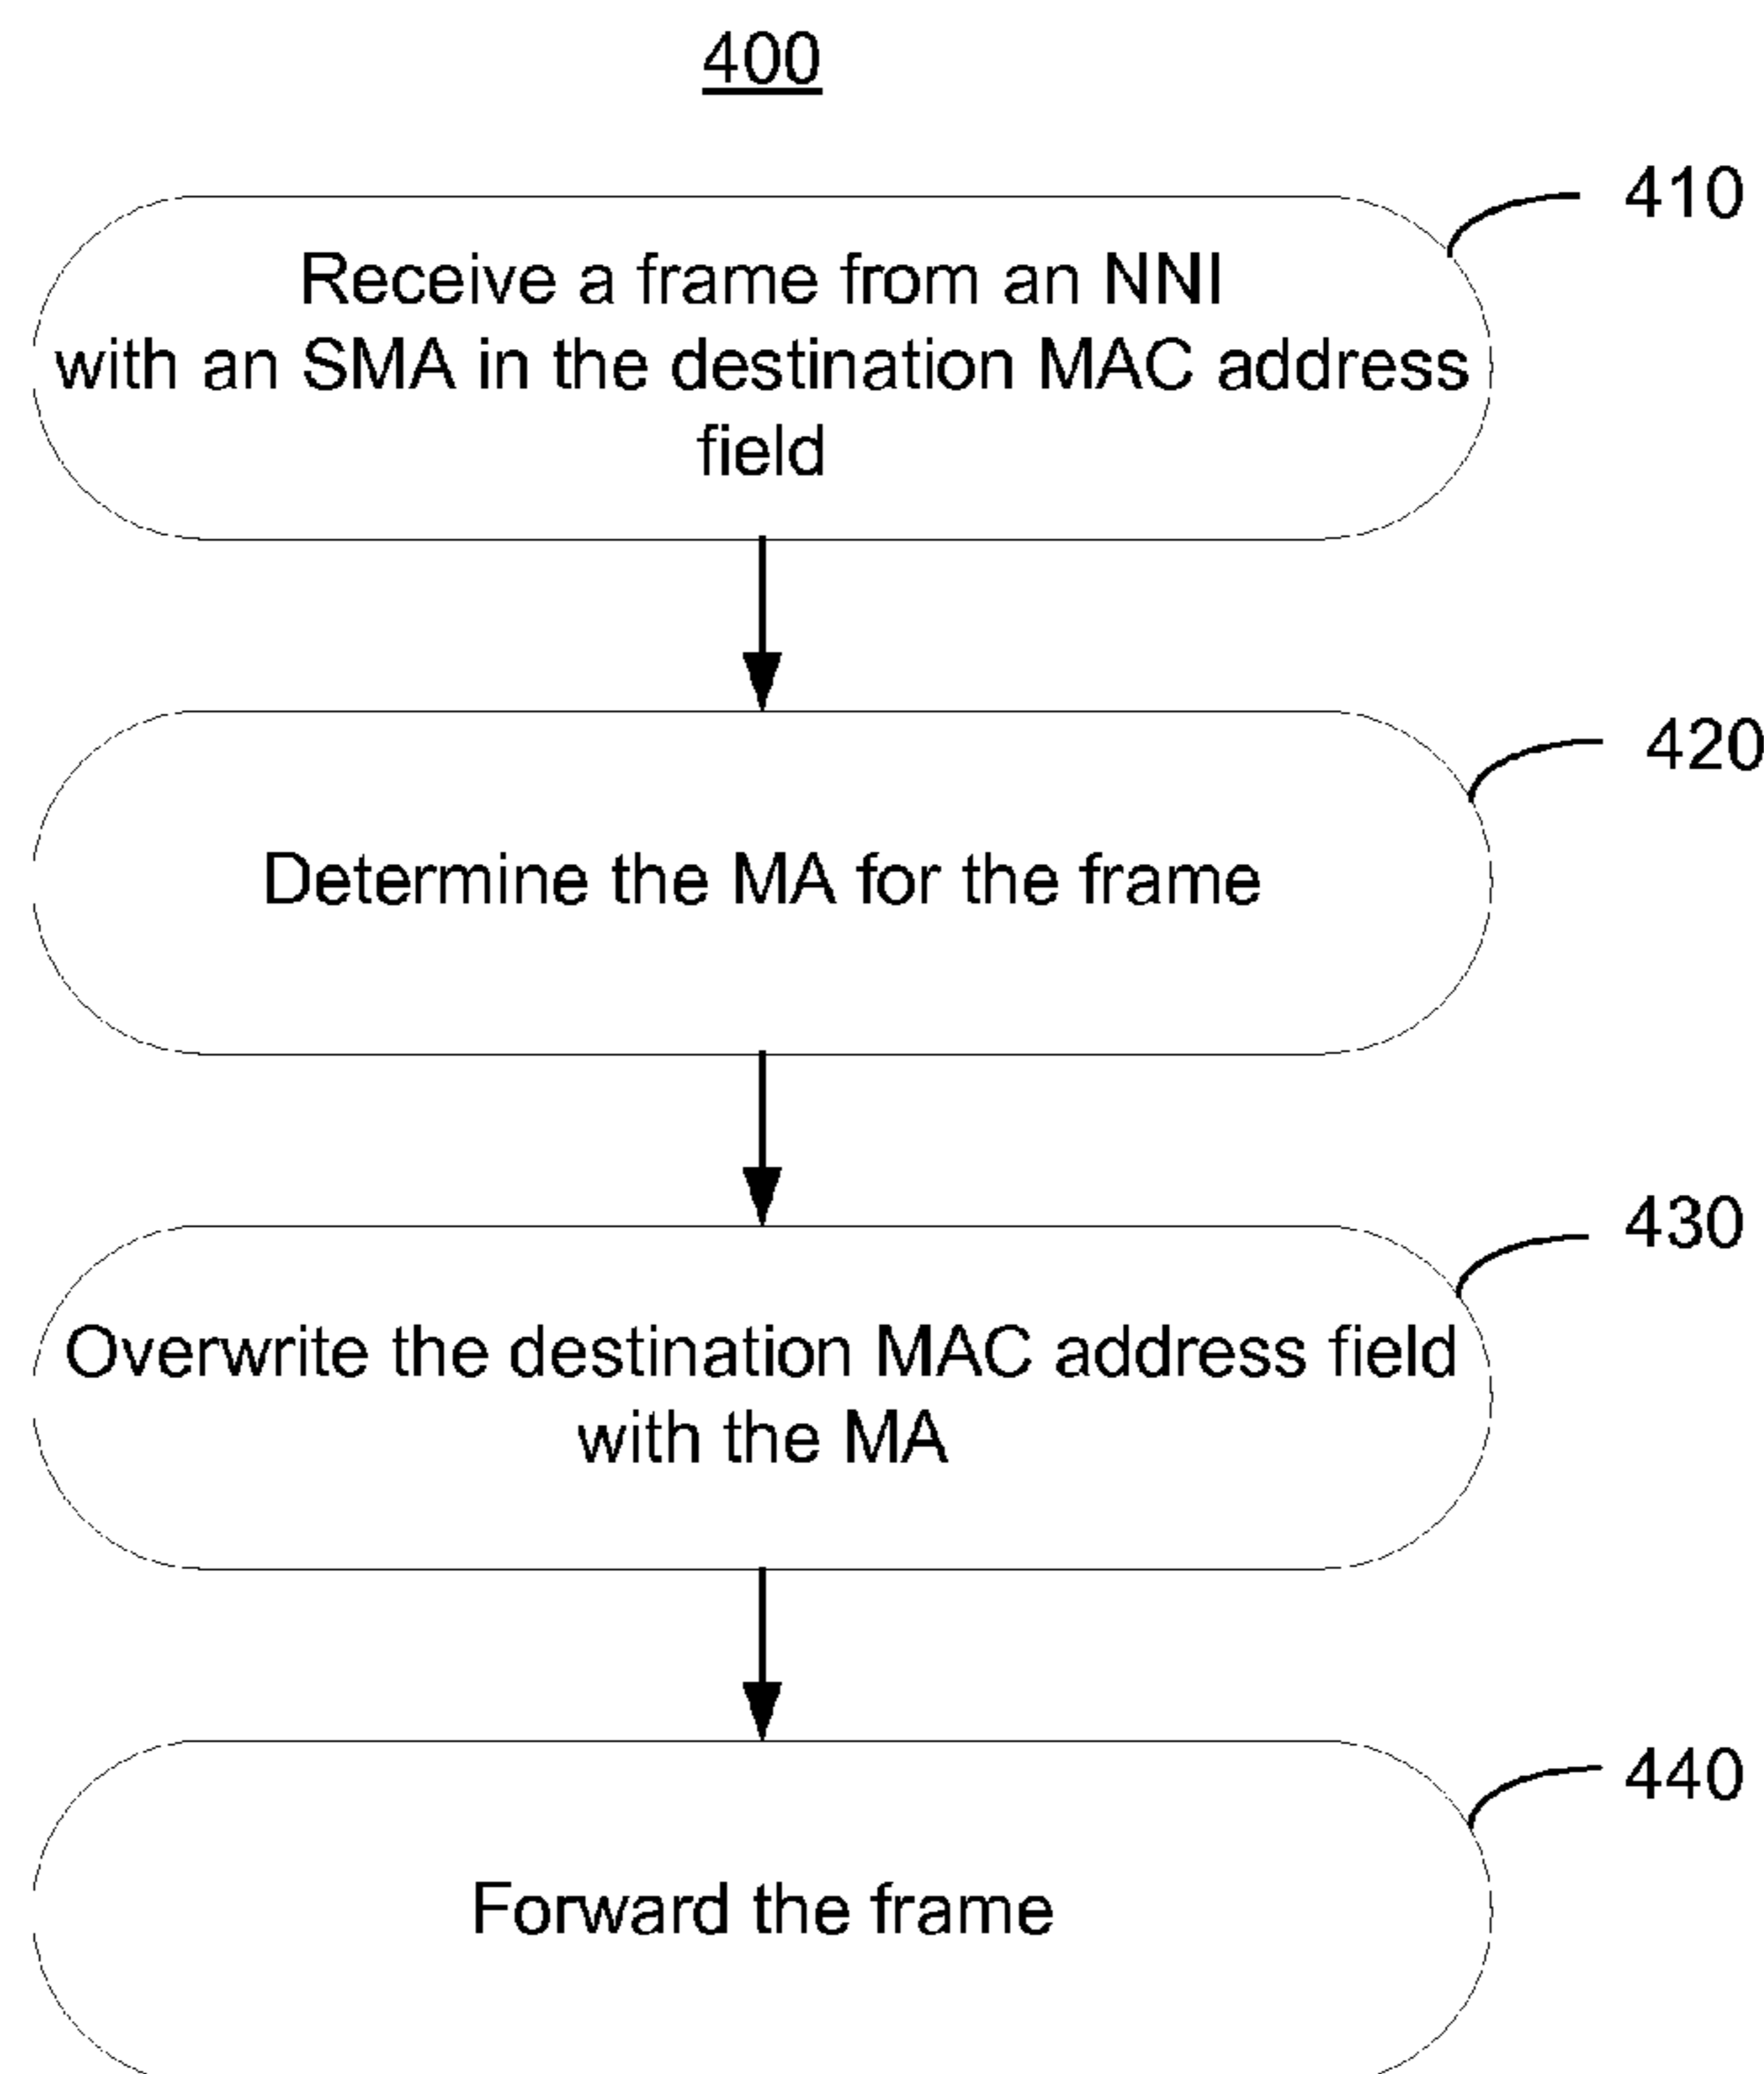 400
410
Receive a frame from an NNI
with an SMA in the destination MAC address
field
420
Determine the MA for the frame
430
Overwrite the destination MAC address field
with the MA
440
Forward the frame